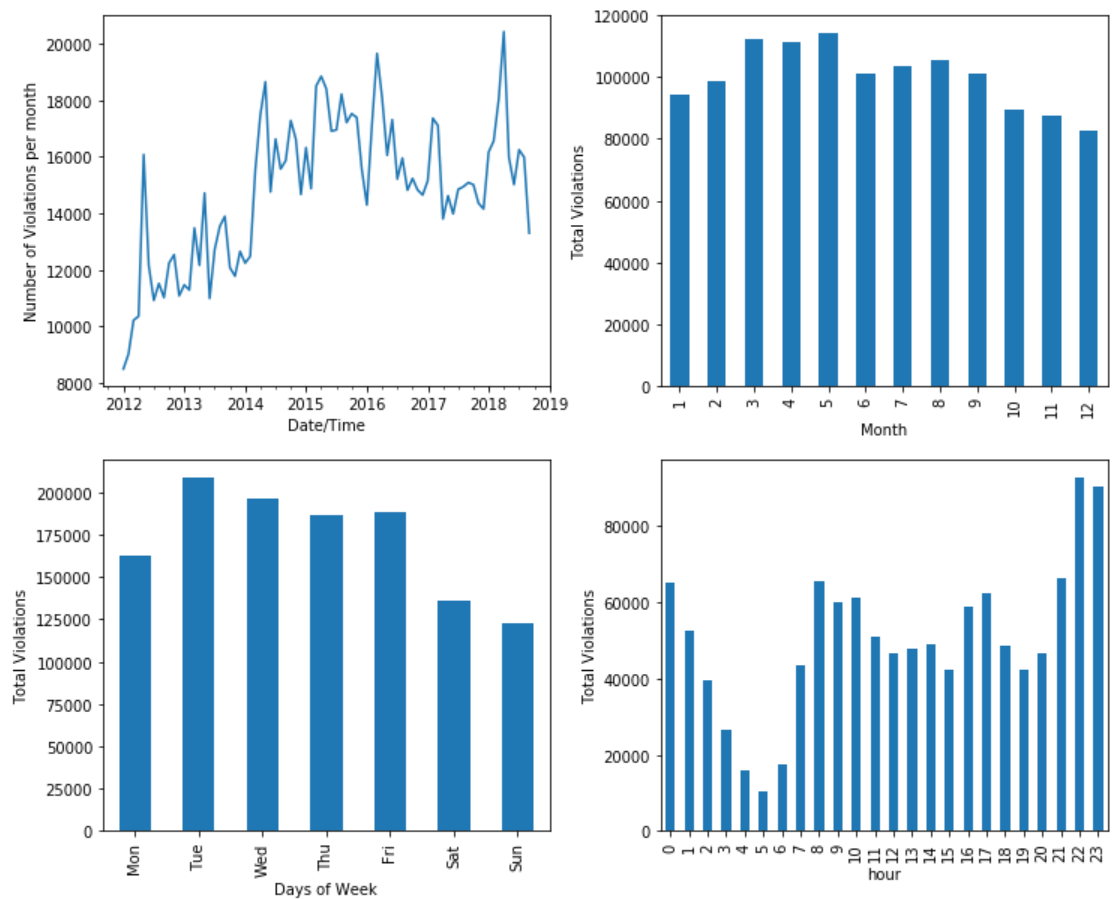 Number of Violations per month
20000
18000
16000
14000
12000
10000
8000
2012 2013 2014 2015 2016 2017 2018 2019
Date/Time
Total Violations
120000
100000
80000
60000
40000
20000
0
1 2 3 4 5 6 7 8 9 10 11 12
Month
Total Violations
200000
175000
150000
125000
100000
75000
50000
25000
0
Mon Tue Wed Thu Fri Sat Sun
Days of Week
Total Violations
80000
60000
40000
20000
0
0 1 2 3 4 5 6 7 8 9 10 11 12 13 14 15 16 17 18 19 20 21 22 23
hour